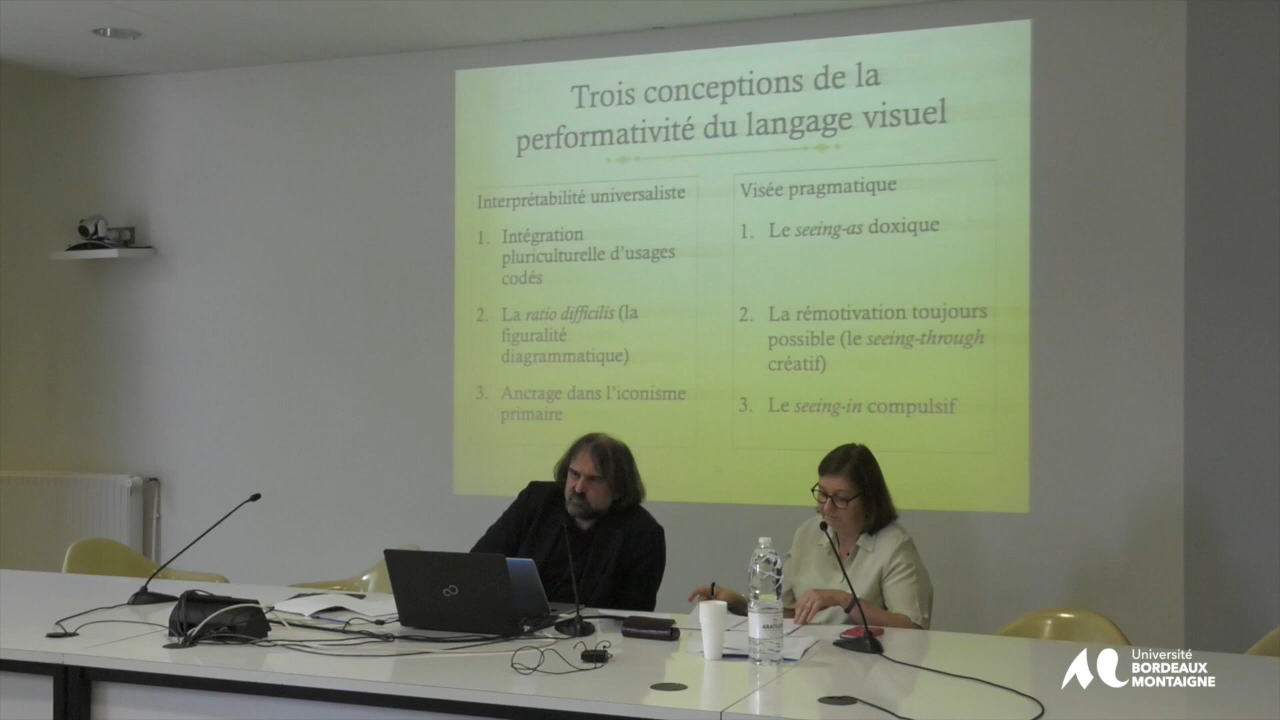 Trois conceptions de la
performativité du langage visuel
Interprétabilité universaliste
1. Intégration
pluriculturelle d'usages
codés
2. La ratio difficilis (la
figuralité
diagrammatique)
3. Ancrage dans l'iconisme
primaire
Visée pragmatique
1. Le seeing-as doxique
2. La rémotivation toujours
possible (le seeing-through
créatif)
3. Le seeing-in compulsif
Université
BORDEAUX
MONTAIGNE